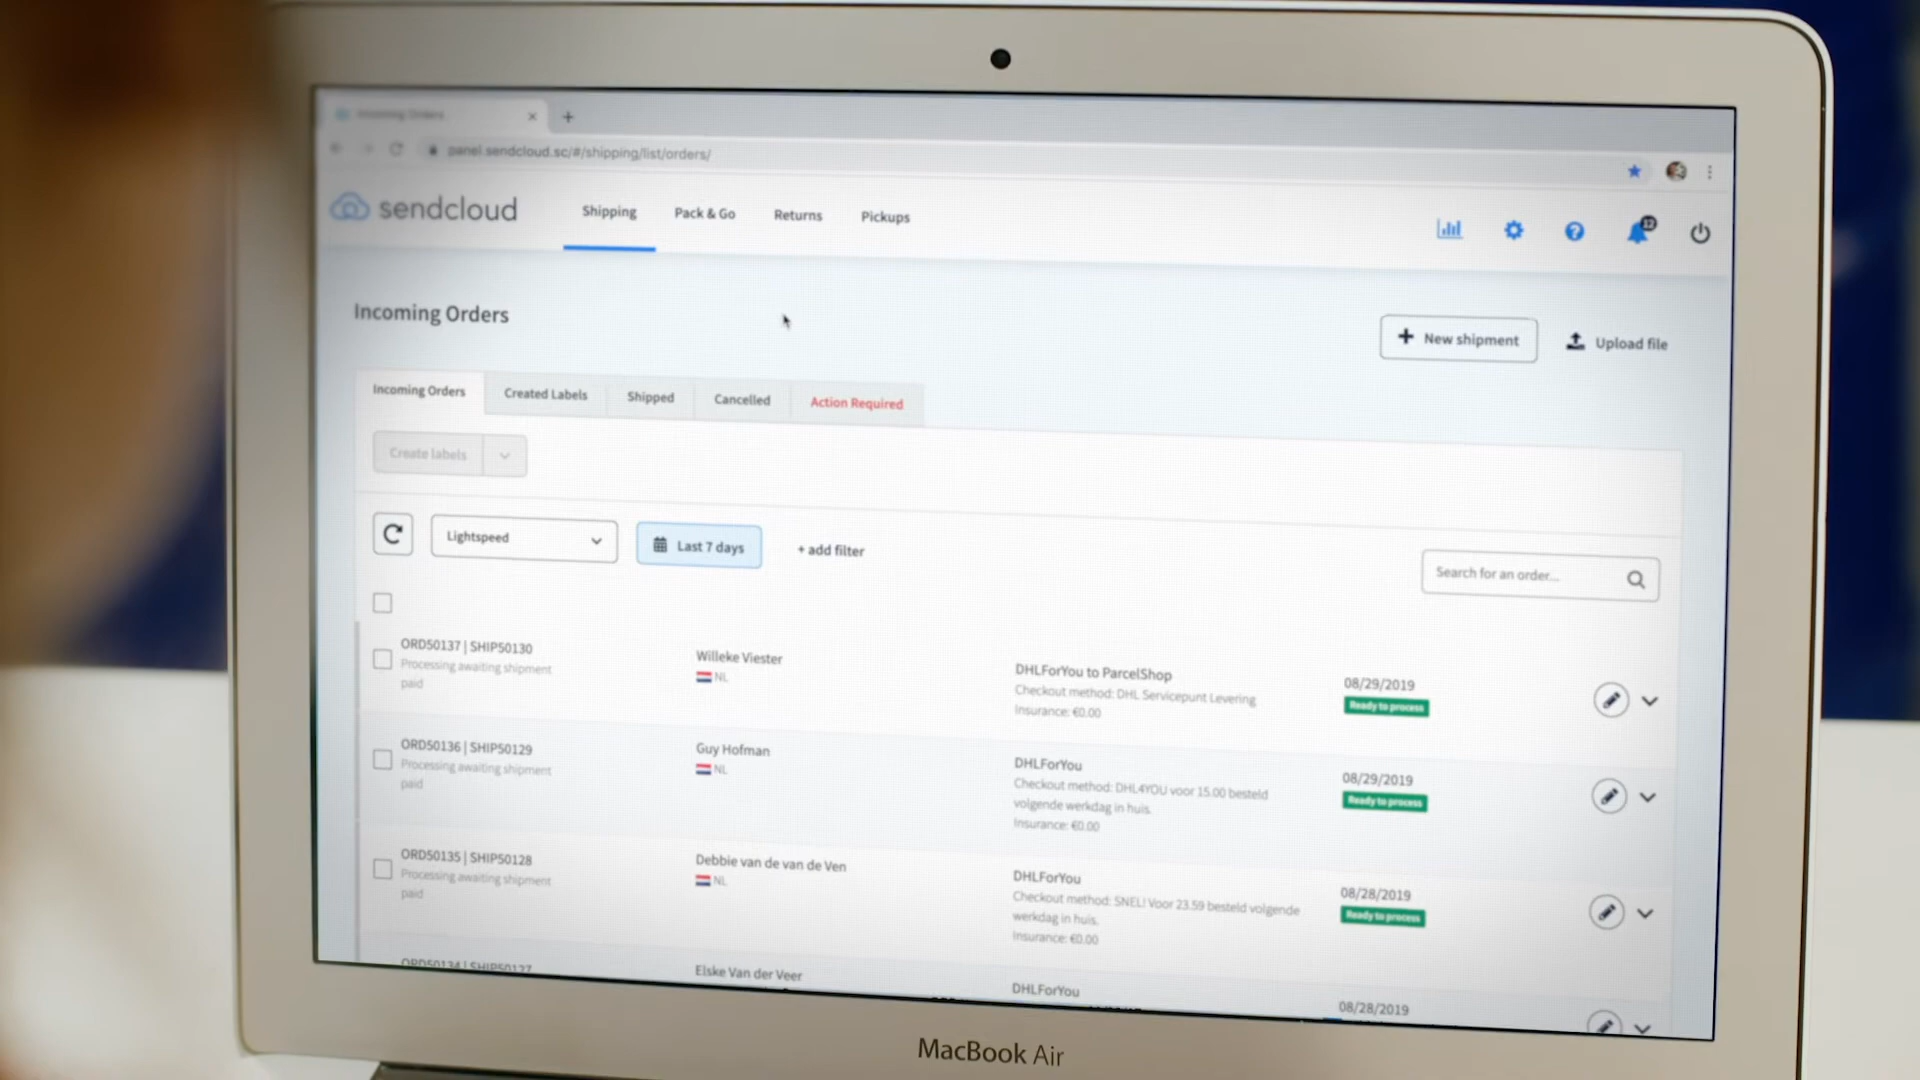 Incoming Orders
panel.sendcloud.sc/#/shipping/list/orders/
sendcloud
Shipping
Pack & Go
Returns
Pickups
Incoming Orders
+ New shipment
Upload file
Incoming Orders
Created Labels
Shipped
Cancelled
Action Required
Create labels
Lightspeed
Last 7 days
+ add filter
Search for an order...
ORD50137 | SHIP50130
Processing awaiting shipment
paid
Willeke Viester
NL
DHLForYou to ParcelShop
Checkout method: DHL Servicepunt Levering
Insurance: €0.00
08/29/2019
Ready to process
ORD50136 | SHIP50129
Processing awaiting shipment
paid
Guy Hofman
NL
DHLForYou
Checkout method: DHL4YOU voor 15.00 besteld
volgende werkdag in huis.
Insurance: €0.00
08/29/2019
Ready to process
ORD50135 | SHIP50128
Processing awaiting shipment
paid
Debbie van de van de Ven
NL
DHLForYou
Checkout method: SNEL! Voor 23.59 besteld volgende
werkdag in huis.
Insurance: €0.00
08/28/2019
Ready to process
ORD50134 | SHIP50127
Elske Van der Veer
DHLForYou
08/28/2019
MacBook Air